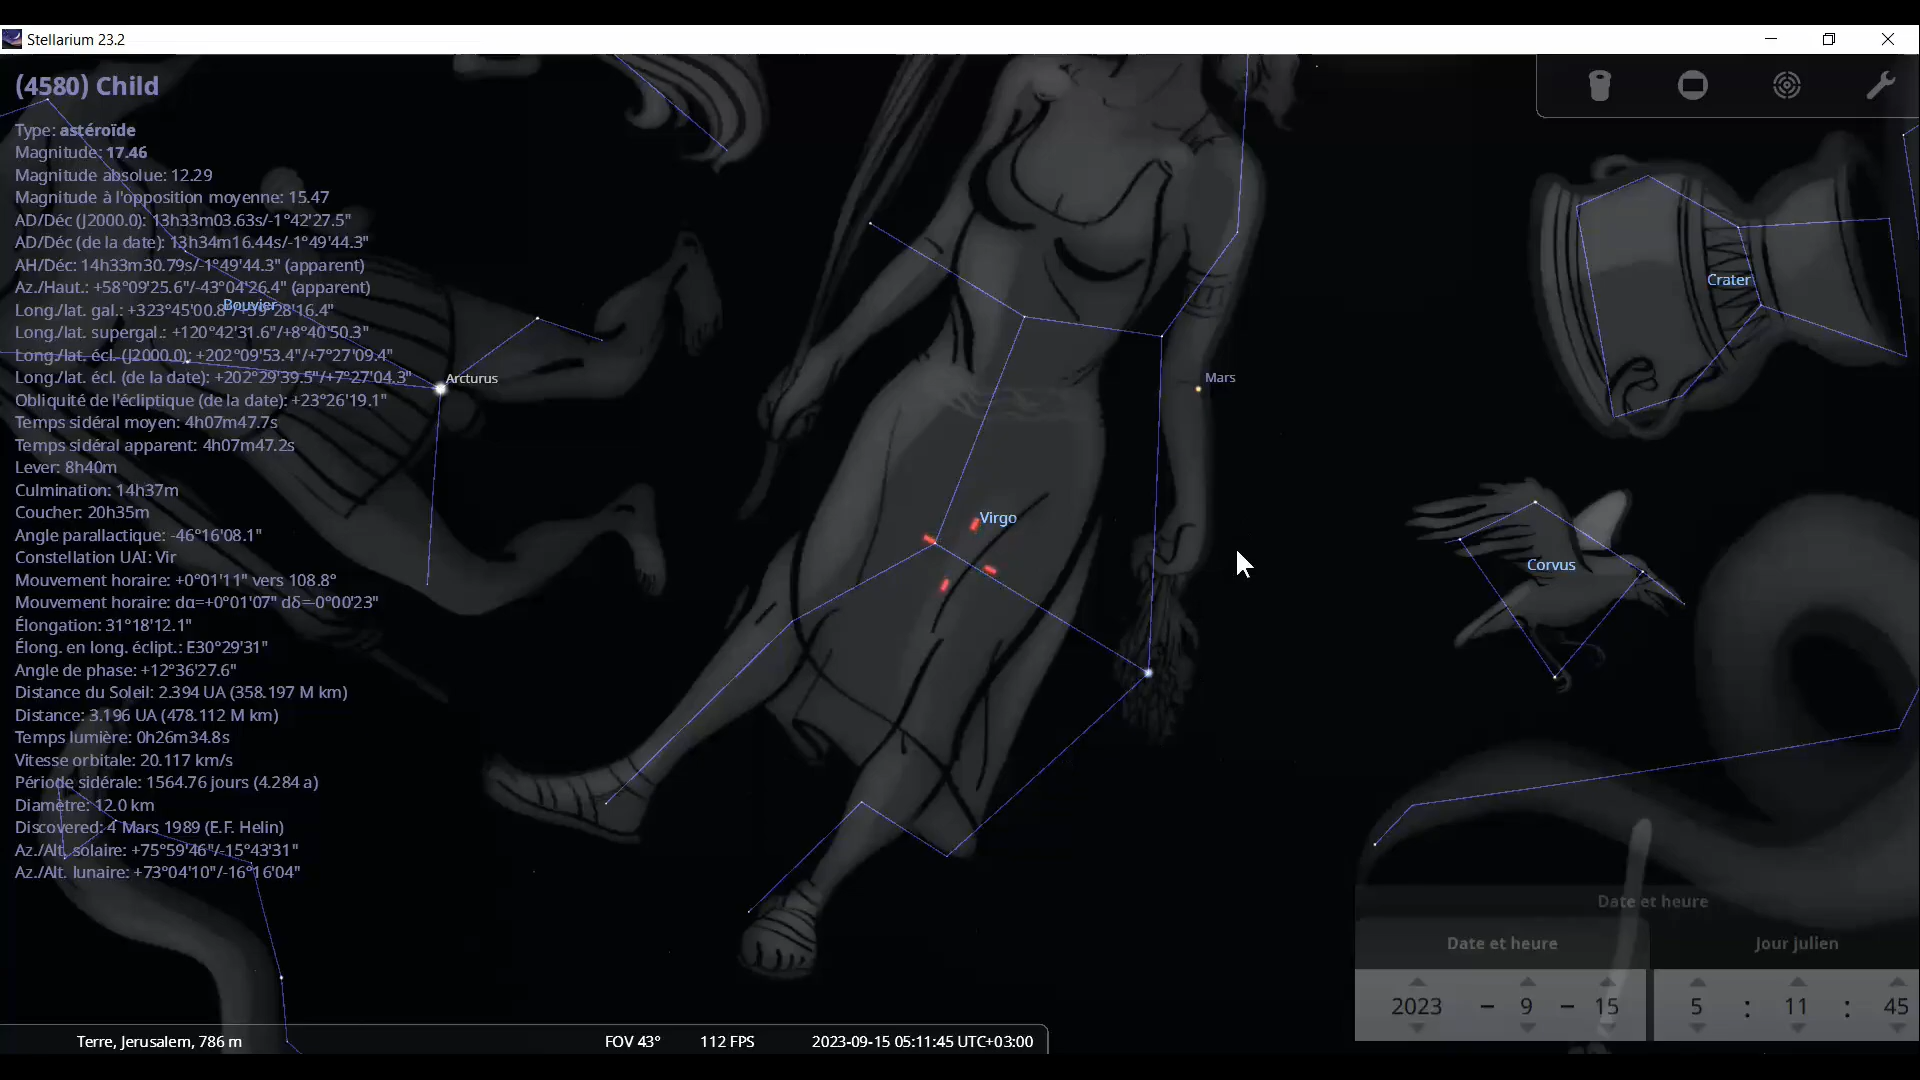 Stellarium 23.2
(4580) Child
Type: astéroïde
Magnitude: 17.46
Magnitude absolue: 12.29
Magnitude à l'opposition moyenne: 15.47
AD/Déc (J2000.0): 13h33m03.63s/-1°42'27.5"
AD/Déc (de la date): 13h34m16.44s/-1°49'44.3"
AH/Déc: 14h33m30.79s/-1°49'44.3" (apparent)
Az./Haut.: +58°09'25.6"/-43°04'26.4" (apparent)
Long./lat. gal.: +323°45'00.8"/+59°28'16.4"
Long./lat. supergal.: +120°42'31.6"/+8°40'50.3"
Long./lat. écl. (J2000.0): +202°09'53.4"/+7°27'09.4"
Long./lat. écl. (de la date): +202°29'39.5"/+7°27'04.3"
Obliquité de l'écliptique (de la date): +23°26'19.1"
Temps sidéral moyen: 4h07m47.7s
Temps sidéral apparent: 4h07m47.2s
Lever: 8h40m
Culmination: 14h37m
Coucher: 20h35m
Angle parallactique: -46°16'08.1"
Constellation UAI: Vir
Mouvement horaire: +0°01'11" vers 108.8°
Mouvement horaire: dα=+0°01'07" dδ=-0°00'23"
Élongation: 31°18'12.1"
Élong. en long. éclipt.: E30°29'31"
Angle de phase: +12°36'27.6"
Distance du Soleil: 2.394 UA (358.197 M km)
Distance: 3.196 UA (478.112 M km)
Temps lumière: 0h26m34.8s
Vitesse orbitale: 20.117 km/s
Période sidérale: 1564.76 jours (4.284 a)
Diamètre: 12.0 km
Discovered: 4 Mars 1989 (E.F. Helin)
Az./Alt. solaire: +75°59'46"/-15°43'31"
Az./Alt. lunaire: +73°04'10"/-16°16'04"
Bouvier
Arcturus
Mars
Virgo
Crater
Corvus
Date et heure
Date et heure
Jour julien
2023 - 9 - 15
5 : 11 : 45
Terre, Jerusalem, 786 m
FOV 43°
112 FPS
2023-09-15 05:11:45 UTC+03:00